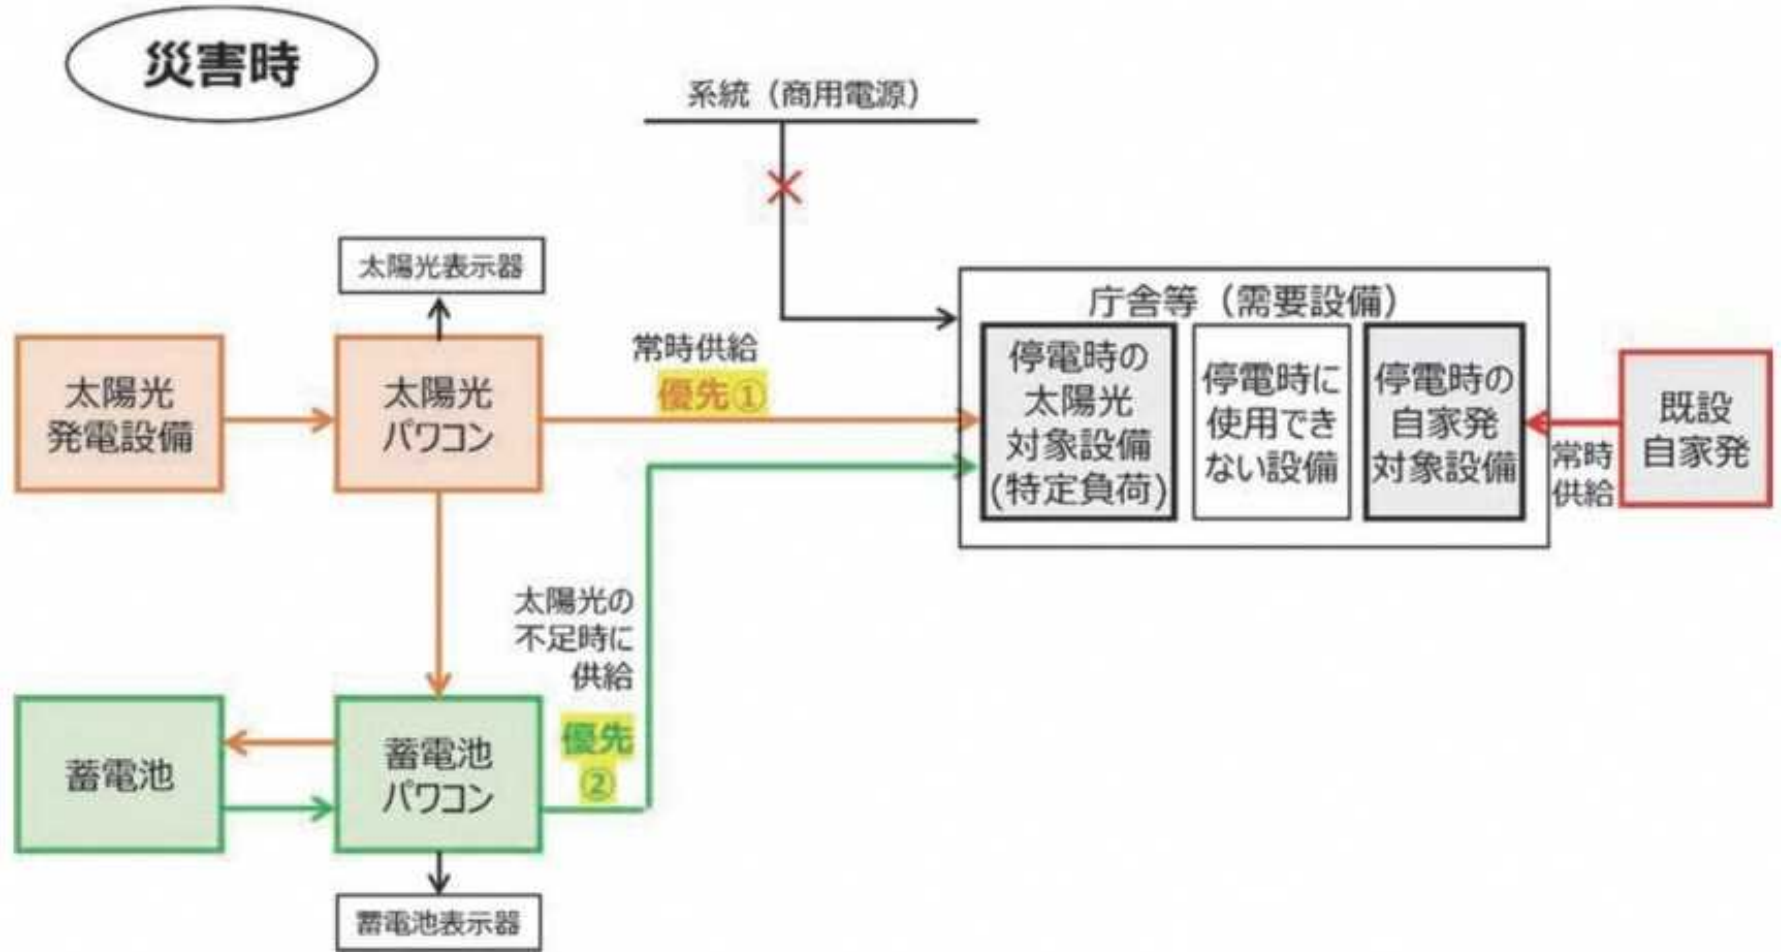 災害時
系統（商用電源）
太陽光表示器
庁舎等（需要設備）
太陽光
発電設備
太陽光
パワコン
常時供給
優先①
停電時の
太陽光
対象設備
(特定負荷)
停電時に
使用でき
ない設備
停電時の
自家発
対象設備
常時
供給
既設
自家発
太陽光の
不足時に
供給
優先
②
蓄電池
蓄電池
パワコン
蓄電池表示器